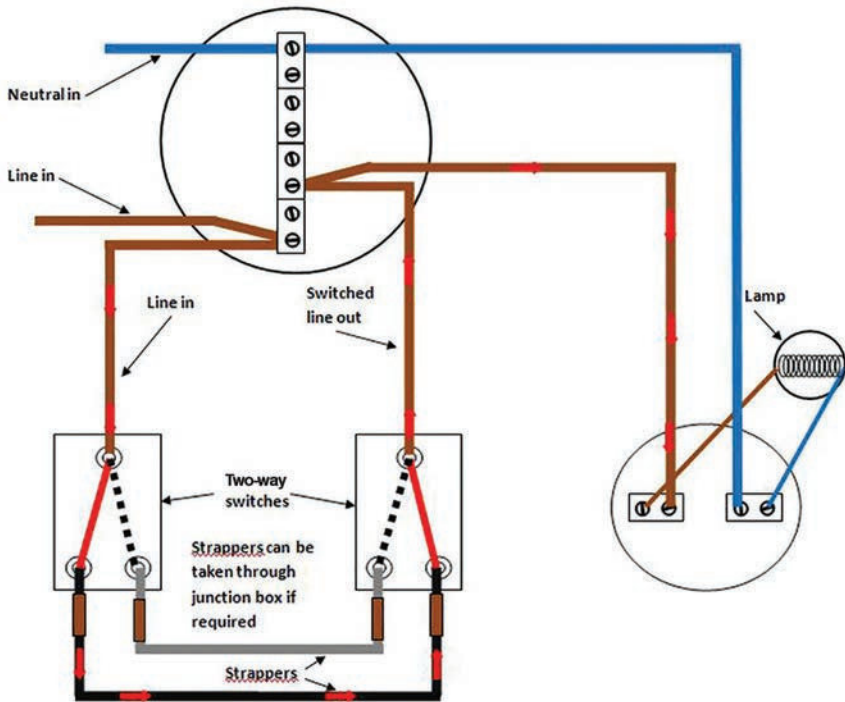 Neutral in
Line in
Line in
Switched
line out
Lamp
Two-way
switches
Strappers can be
taken through
junction box if
required
Strappers